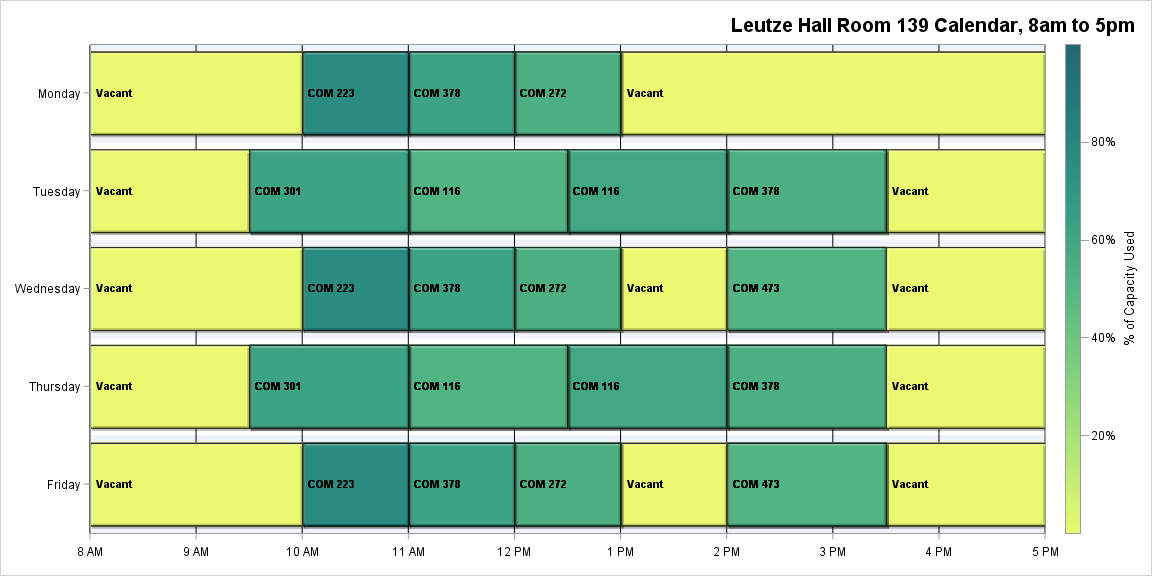 Leutze Hall Room 139 Calendar, 8am to 5pm
Monday
Vacant
COM 223
COM 378
COM 272
Vacant
Tuesday
Vacant
COM 301
COM 116
COM 116
COM 378
Vacant
Wednesday
Vacant
COM 223
COM 378
COM 272
Vacant
COM 473
Vacant
Thursday
Vacant
COM 301
COM 116
COM 116
COM 378
Vacant
Friday
Vacant
COM 223
COM 378
COM 272
Vacant
COM 473
Vacant
8 AM
9 AM
10 AM
11 AM
12 PM
1 PM
2 PM
3 PM
4 PM
5 PM
80%
60%
40%
20%
% of Capacity Used